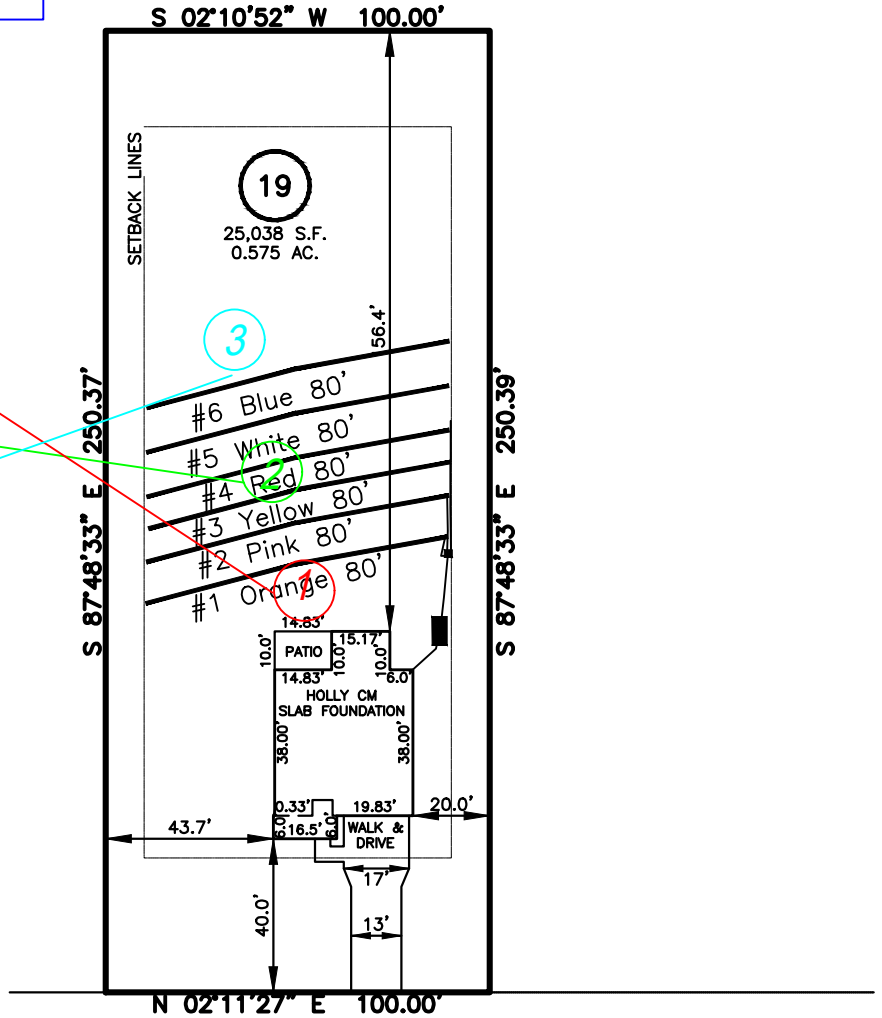 S 02°10'52" W 100.00'
SETBACK LINES
19
25,038 S.F.
0.575 AC.
56.4'
3
#6 Blue 80'
#5 White 80'
2
#4 Red 80'
#3 Yellow 80'
#2 Pink 80'
1
#1 Orange 80'
S 87°48'33" E 250.37'
S 87°48'33" E 250.39'
14.83'
15.17'
10.0'
PATIO
10.0'
10.0'
14.83'
6.0'
HOLLY CM
SLAB FOUNDATION
38.00'
38.00'
0.33'
19.83'
20.0'
6.0'
16.5'
6.0'
WALK &
DRIVE
43.7'
17'
40.0'
13'
N 02°11'27" E 100.00'